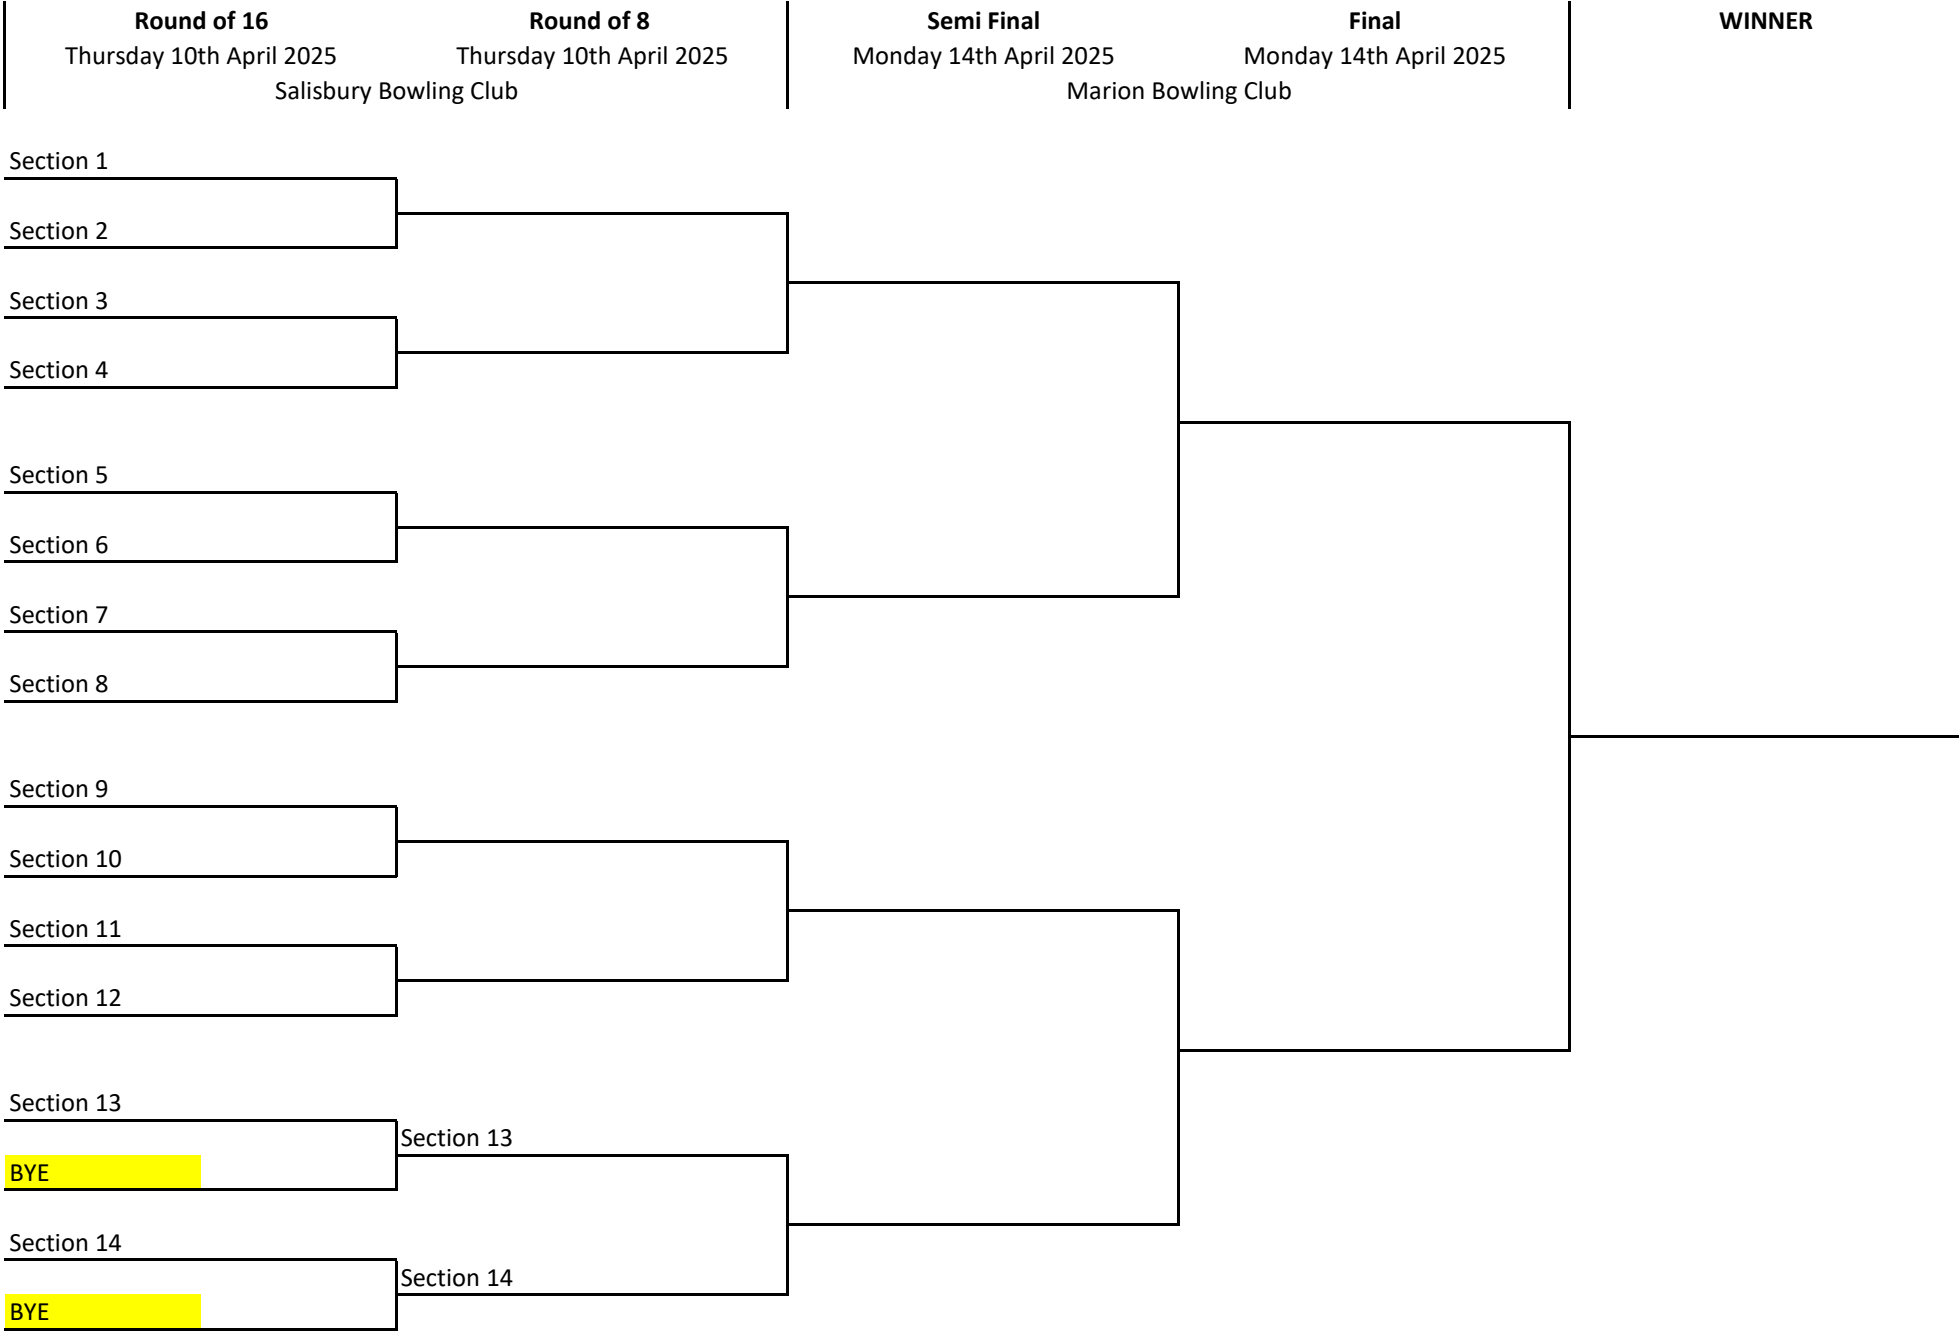 Round of 16 Round of 8 Semi Final Final WINNER
Thursday 10th April 2025 Thursday 10th April 2025 Monday 14th April 2025 Monday 14th April 2025
Salisbury Bowling Club Marion Bowling Club
Section 1
Section 2
Section 3
Section 4
Section 5
Section 6
Section 7
Section 8
Section 9
Section 10
Section 11
Section 12
Section 13
Section 13
BYE
Section 14
Section 14
BYE